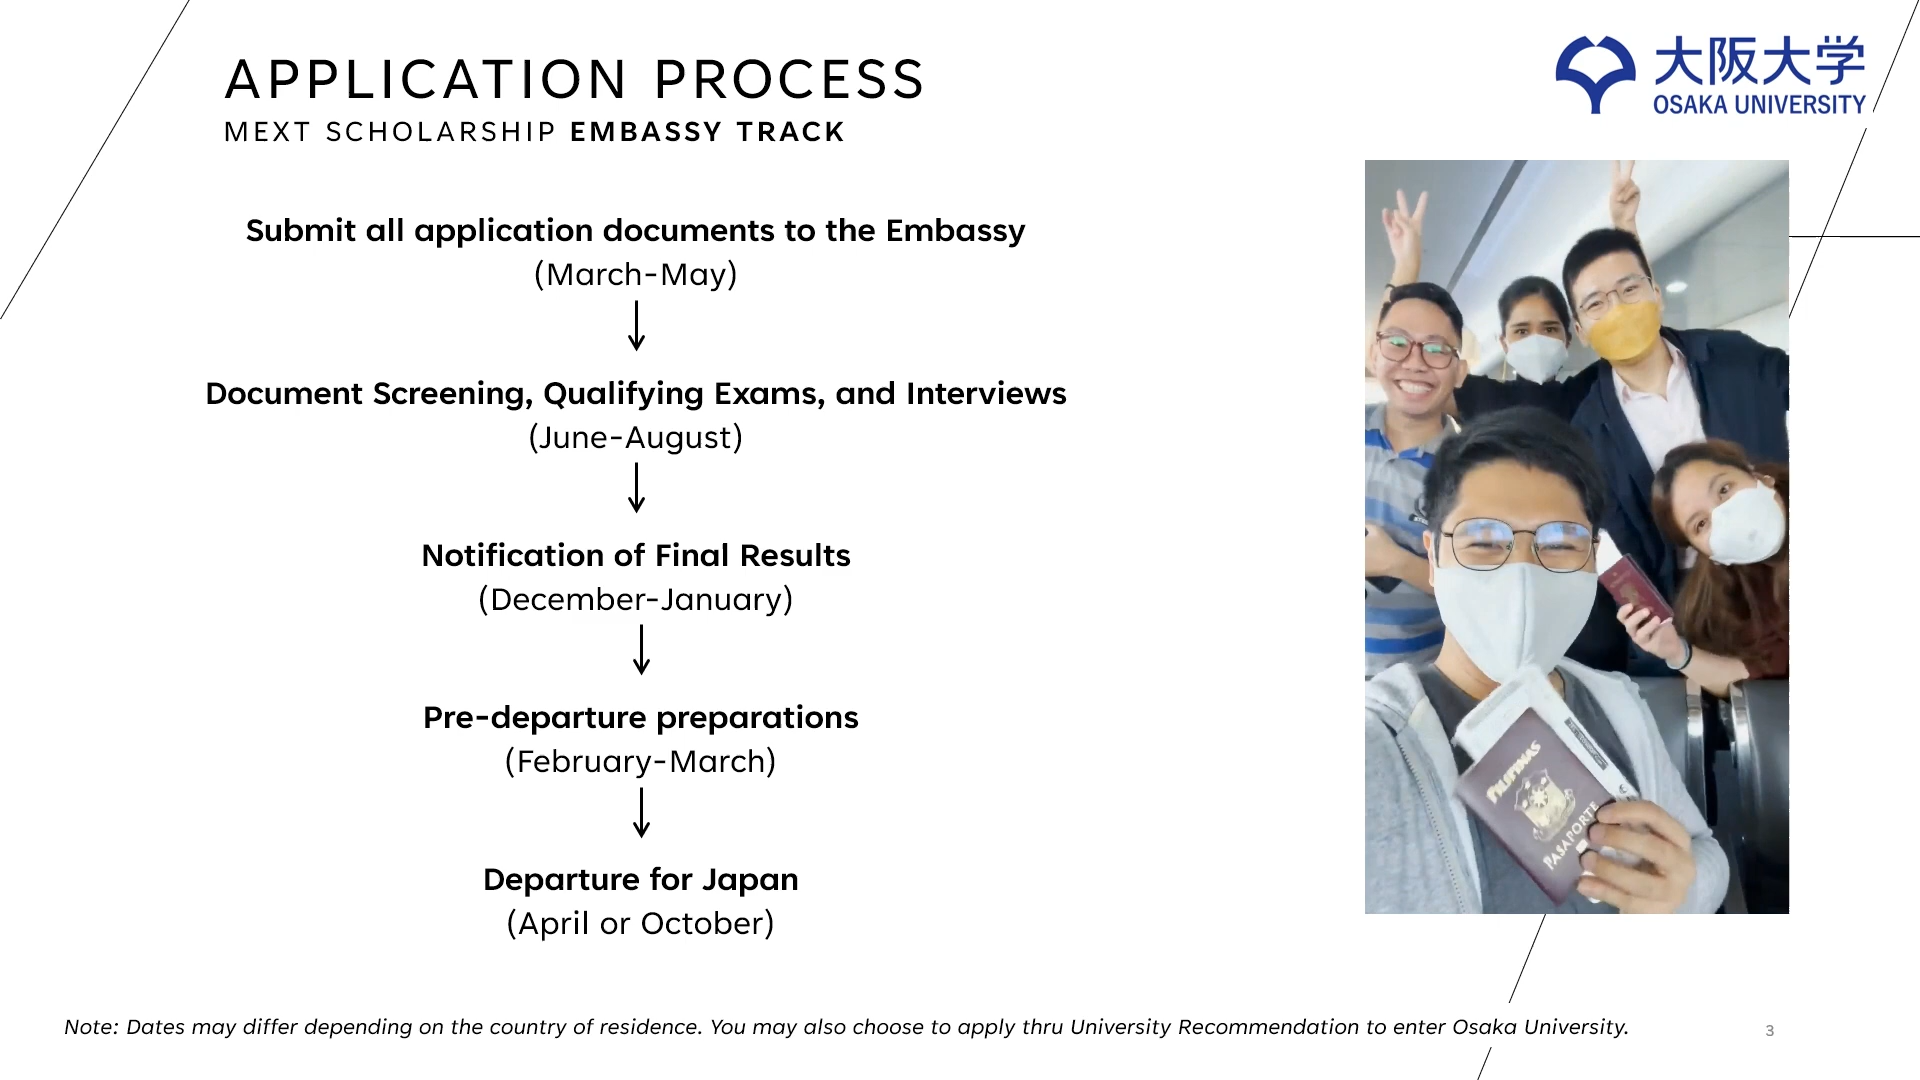 APPLICATION PROCESS
MEXT SCHOLARSHIP EMBASSY TRACK
大阪大学
OSAKA UNIVERSITY
Submit all application documents to the Embassy
(March-May)
Document Screening, Qualifying Exams, and Interviews
(June-August)
Notification of Final Results
(December-January)
Pre-departure preparations
(February-March)
Departure for Japan
(April or October)
PILIPINAS
PASAPORTE
Note: Dates may differ depending on the country of residence. You may also choose to apply thru University Recommendation to enter Osaka University.
3